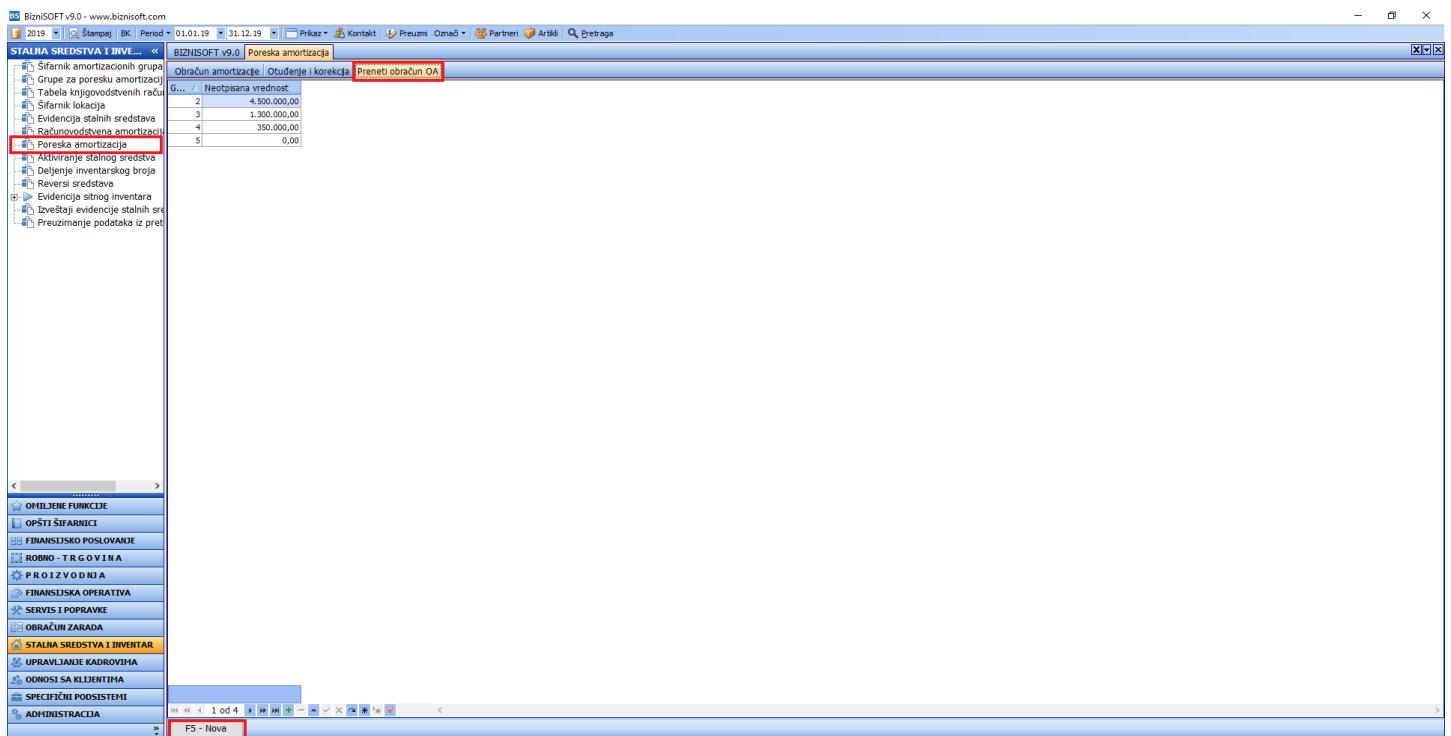 BS BizniSOFT v9.0 - www.biznisoft.com
2019 Štampaj BK Period 01.01.19 31.12.19 Prikaz Kontakt Preuzmi Označi Partneri Artikli Pretraga
STALNA SREDSTVA I INVE... «
BIZNISOFT v9.0 Poreska amortizacija
Obračun amortizacije Otuđenje i korekcija Preneti obračun OA
G... Neotpisana vrednost
2 4.500.000,00
3 1.300.000,00
4 350.000,00
5 0,00
Šifarnik amortizacionih grupa
Grupe za poresku amortizacij
Tabela knjigovodstvenih raču
Šifarnik lokacija
Evidencija stalnih sredstava
Računovodstvena amortizacij
Poreska amortizacija
Aktiviranje stalnog sredstva
Deljenje inventarskog broja
Reversi sredstava
Evidencija sitnog inventara
Izveštaji evidencije stalnih sre
Preuzimanje podataka iz pret
OMILJENE FUNKCIJE
OPŠTI ŠIFARNICI
FINANSIJSKO POSLOVANJE
ROBNO - T R G O V I N A
P R O I Z V O D NJ A
FINANSIJSKA OPERATIVA
SERVIS I POPRAVKE
OBRAČUN ZARADA
STALNA SREDSTVA I INVENTAR
UPRAVLJANJE KADROVIMA
ODNOSI SA KLIJENTIMA
SPECIFIČNI PODSISTEMI
ADMINISTRACIJA
1 od 4
F5 - Nova